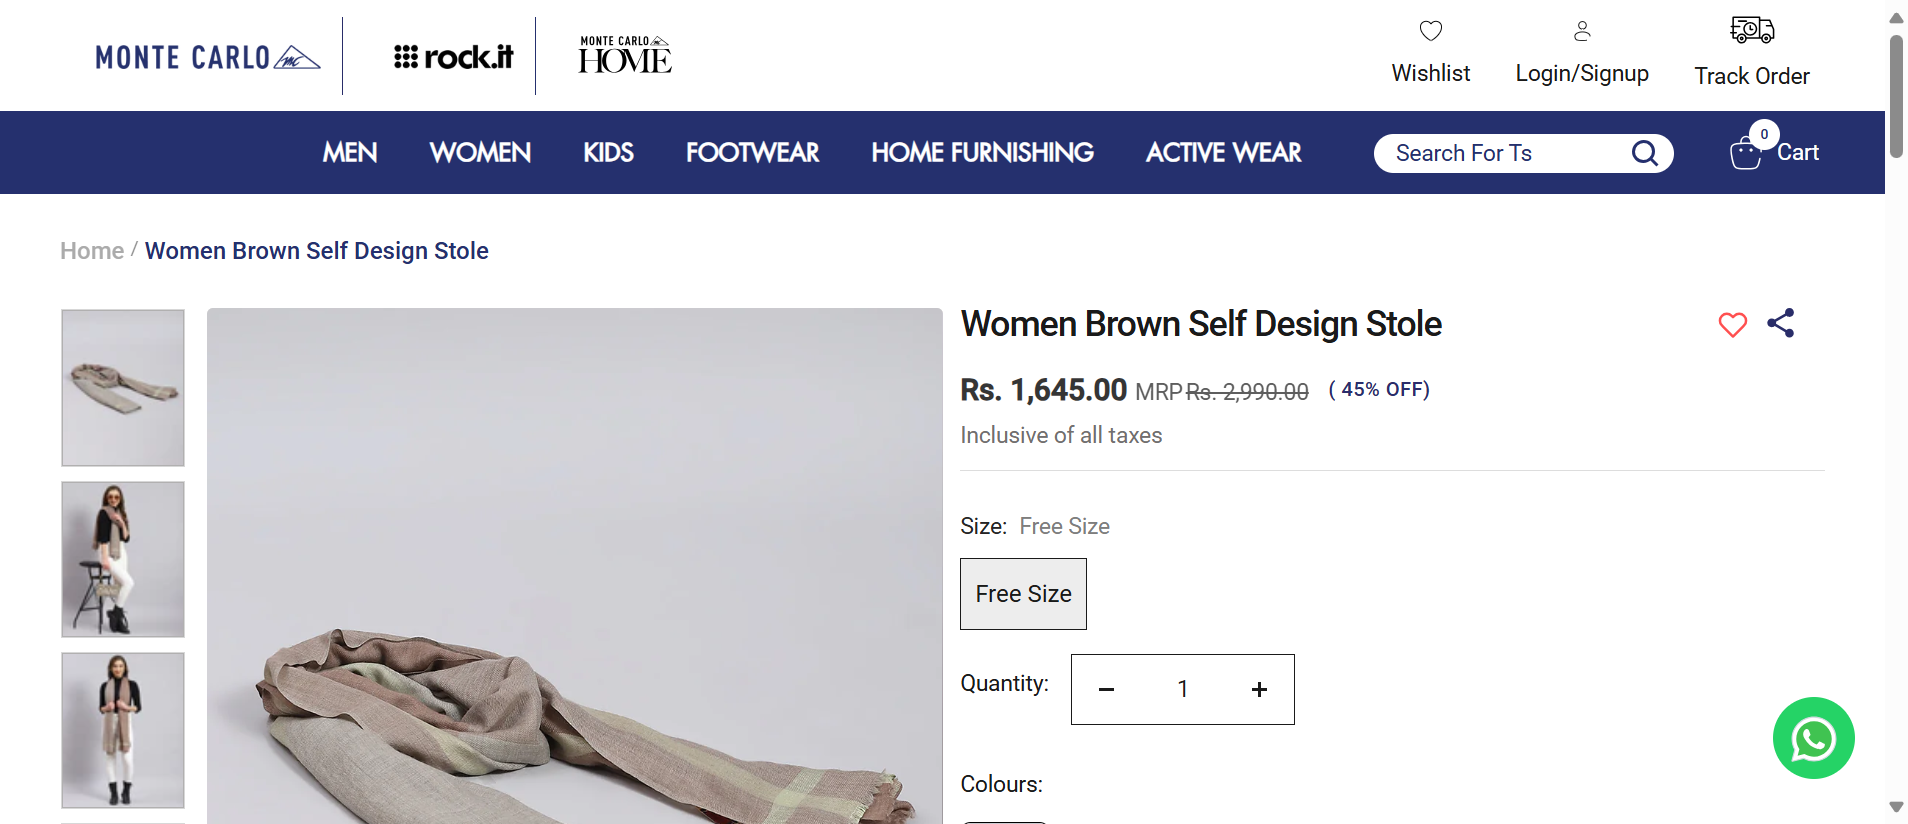 MONTE CARLO
rock.it
MONTE CARLO
HOME
Wishlist
Login/Signup
Track Order
MEN
WOMEN
KIDS
FOOTWEAR
HOME FURNISHING
ACTIVE WEAR
Search For Ts
0
Cart
Home / Women Brown Self Design Stole
Women Brown Self Design Stole
Rs. 1,645.00 MRP Rs. 2,990.00 ( 45% OFF)
Inclusive of all taxes
Size: Free Size
Free Size
Quantity: − 1 +
Colours: